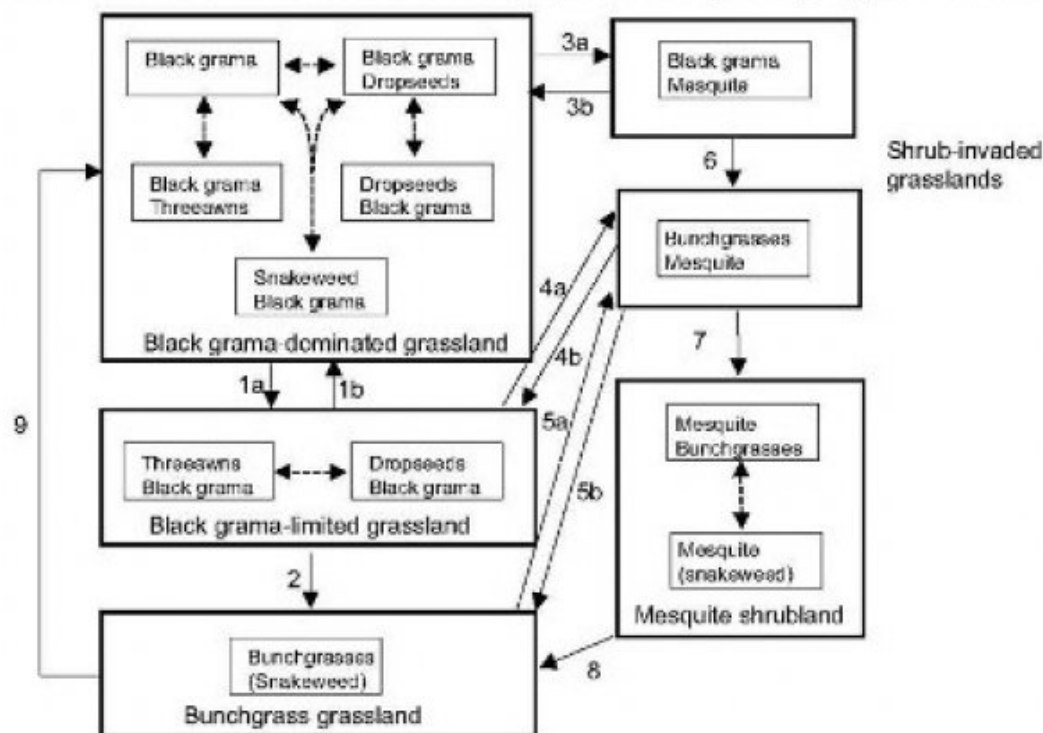 Black grama
Black grama
Dropseeds
Black grama
Threeawns
Dropseeds
Black grama
Snakeweed
Black grama
Black grama-dominated grassland
3a
3b
Black grama
Mesquite
6
Shrub-invaded
grasslands
Bunchgrasses
Mesquite
4a
4b
1a
1b
9
7
5a
5b
Threeawns
Black grama
Dropseeds
Black grama
Black grama-limited grassland
Mesquite
Bunchgrasses
Mesquite
(snakeweed)
Mesquite shrubland
2
8
Bunchgrasses
(Snakeweed)
Bunchgrass grassland